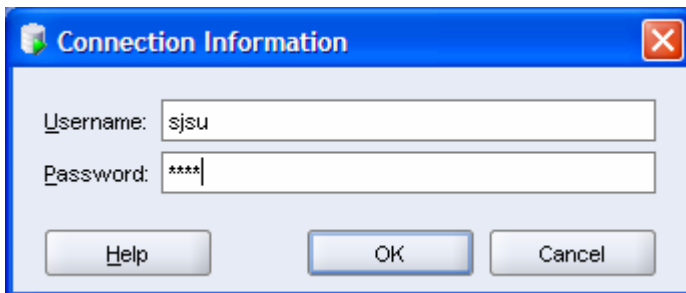 Connection Information
Username: sjsu
Password: ****
Help OK Cancel